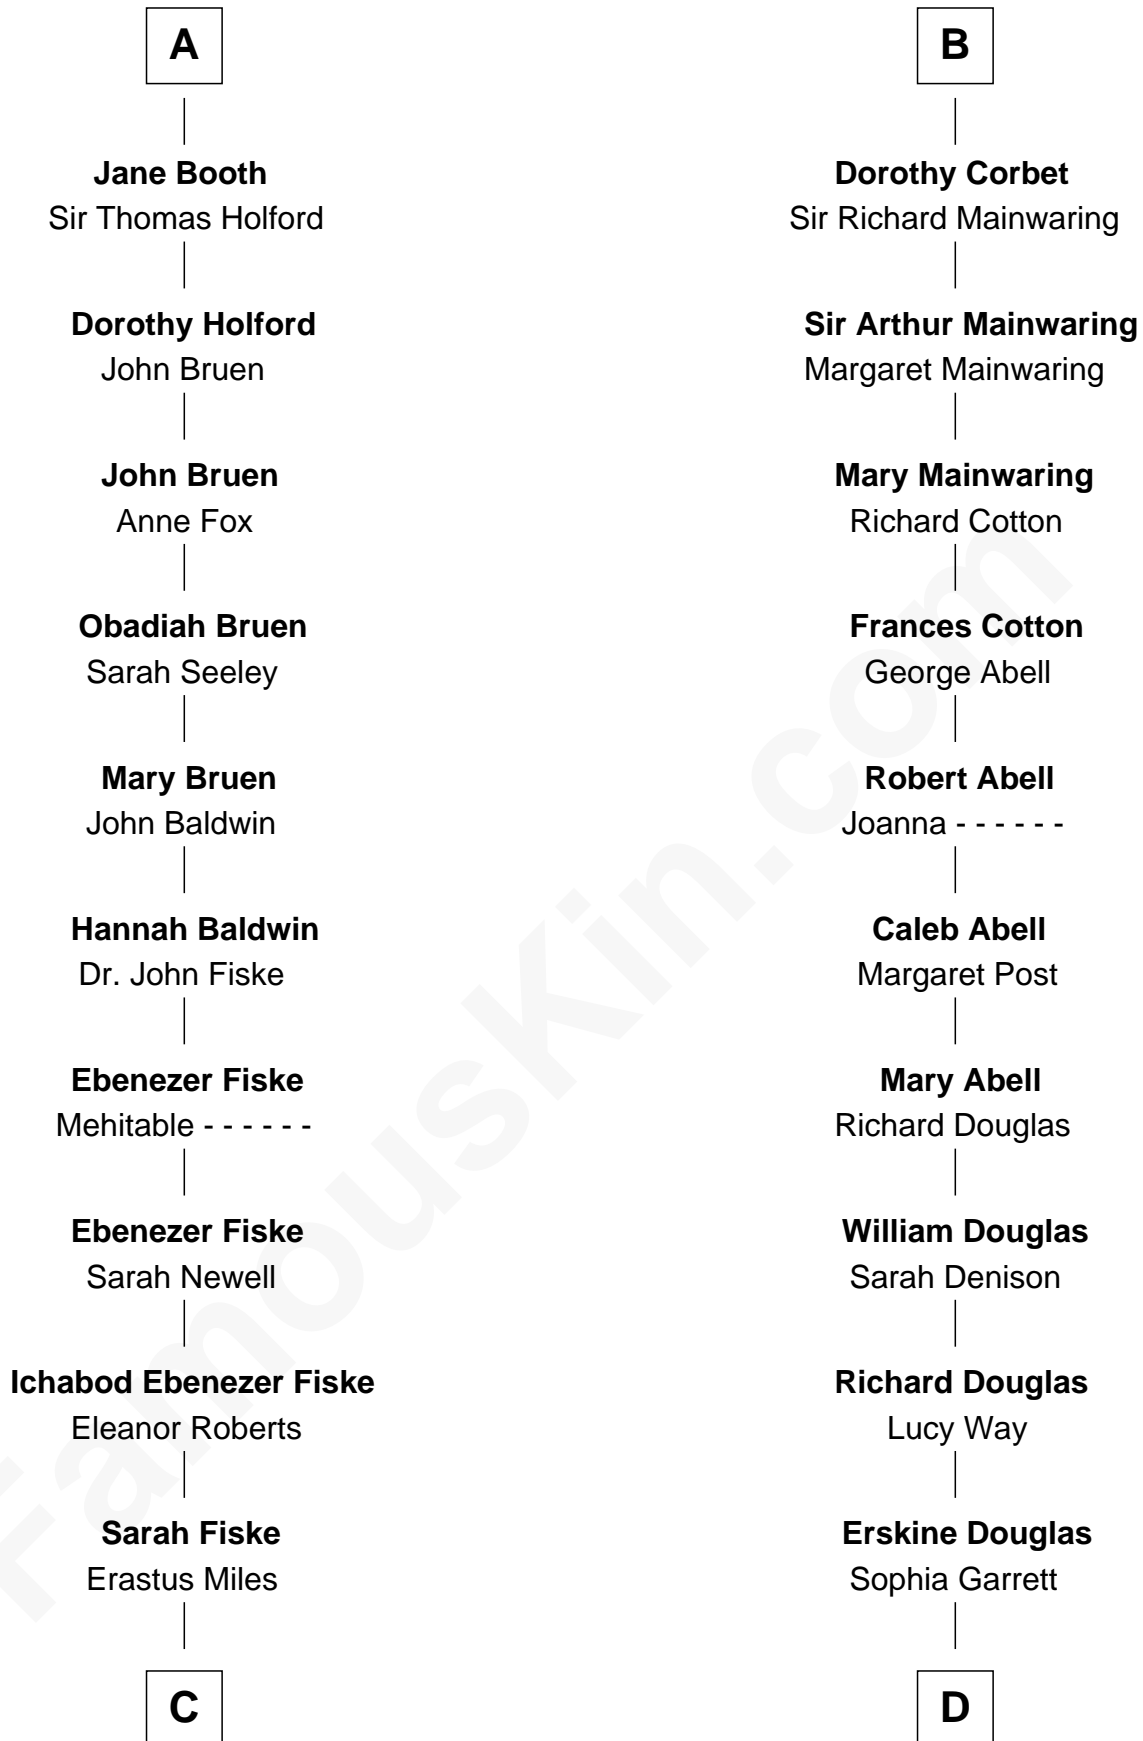 A
Jane Booth
Sir Thomas Holford
Dorothy Holford
John Bruen
John Bruen
Anne Fox
Obadiah Bruen
Sarah Seeley
Mary Bruen
John Baldwin
Hannah Baldwin
Dr. John Fiske
Ebenezer Fiske
Mehitable - - - - - -
Ebenezer Fiske
Sarah Newell
Ichabod Ebenezer Fiske
Eleanor Roberts
Sarah Fiske
Erastus Miles
C
B
Dorothy Corbet
Sir Richard Mainwaring
Sir Arthur Mainwaring
Margaret Mainwaring
Mary Mainwaring
Richard Cotton
Frances Cotton
George Abell
Robert Abell
Joanna - - - - - -
Caleb Abell
Margaret Post
Mary Abell
Richard Douglas
William Douglas
Sarah Denison
Richard Douglas
Lucy Way
Erskine Douglas
Sophia Garrett
D
FamousKin.com